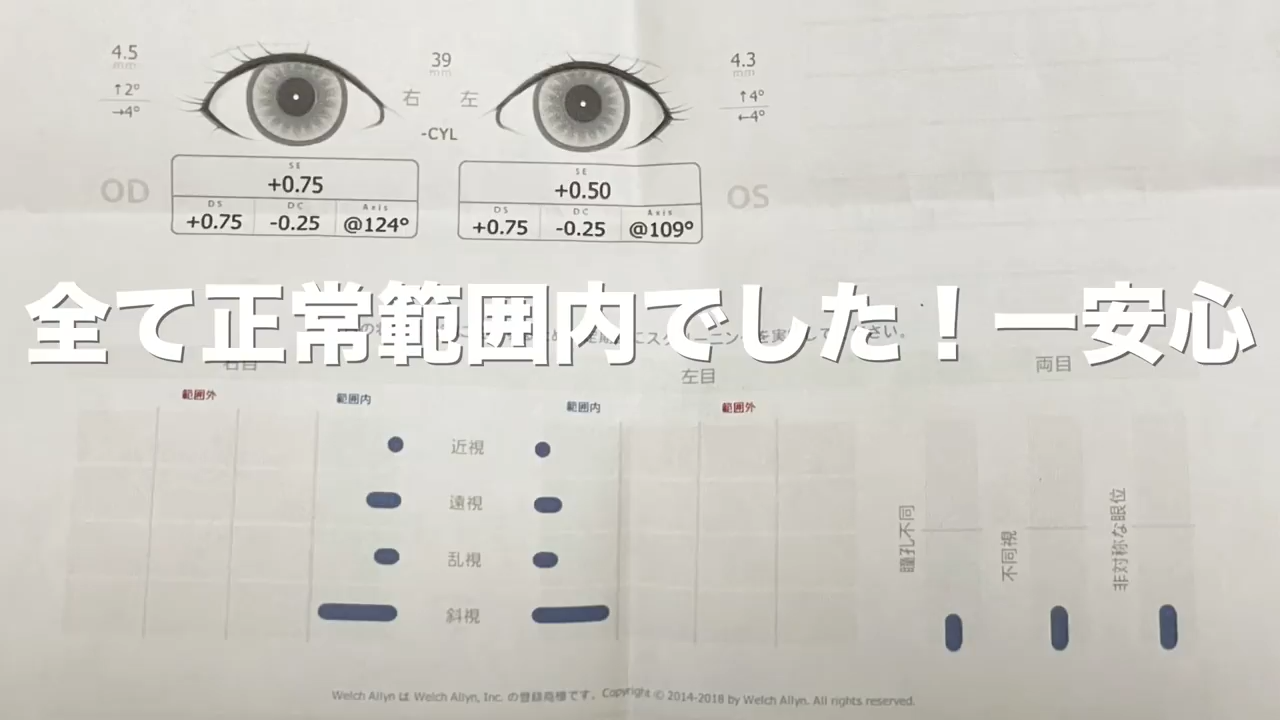 4.5
mm
↑2°
→4°
39
mm
右 左
-CYL
4.3
mm
↑4°
←4°
OD
SE
+0.75
DS DC Axis
+0.75 -0.25 @124°
SE
+0.50
DS DC Axis
+0.75 -0.25 @109°
OS
全て正常範囲内でした！一安心
右目 左目 両目
範囲外 範囲内 範囲内 範囲外
近視
遠視
乱視
斜視
瞳孔不同
不同視
非対称な眼位
Welch Allyn は Welch Allyn, Inc. の登録商標です。Copyright © 2014-2018 by Welch Allyn. All rights reserved.